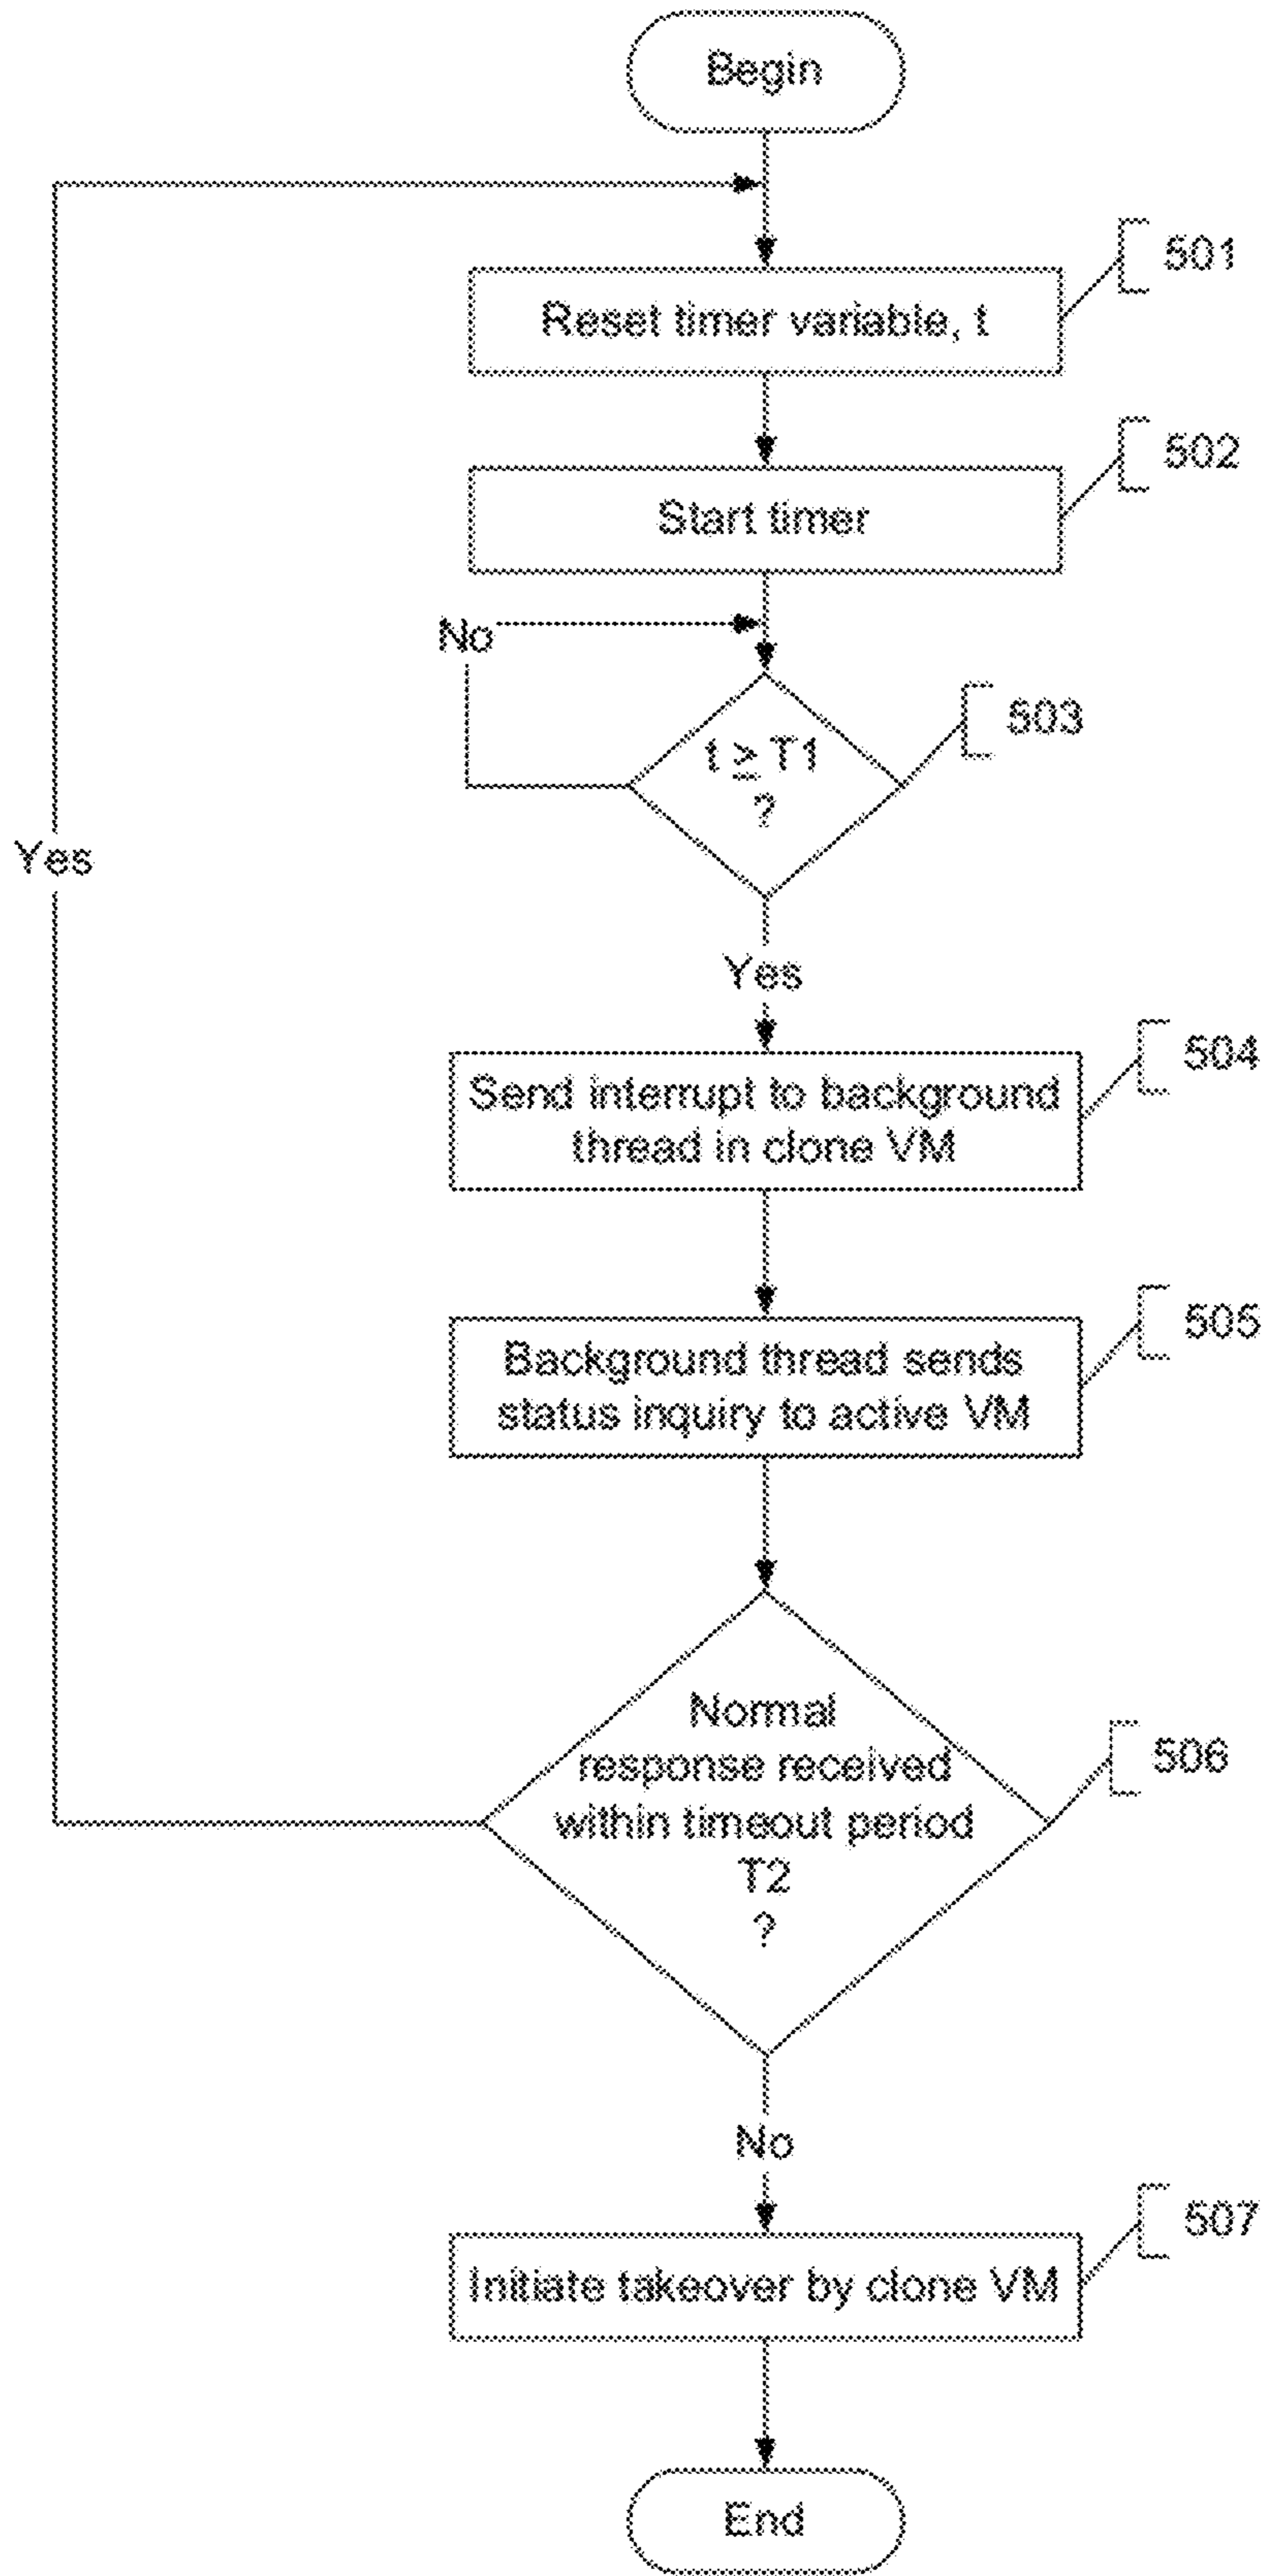 Begin
501
Reset timer variable, t
502
Start timer
No
503
t ≥ T1
?
Yes
Yes
504
Send interrupt to background
thread in clone VM
505
Background thread sends
status inquiry to active VM
506
Normal
response received
within timeout period
T2
?
No
507
Initiate takeover by clone VM
End